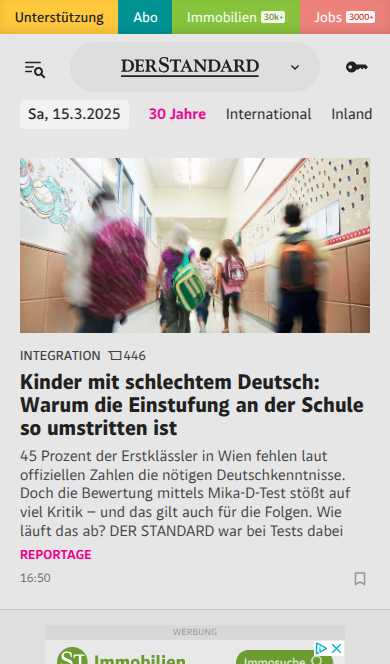 Unterstützung Abo Immobilien 30k+ Jobs 3000+
DERSTANDARD
Sa, 15.3.2025 30 Jahre International Inland
INTEGRATION 446
Kinder mit schlechtem Deutsch:
Warum die Einstufung an der Schule
so umstritten ist
45 Prozent der Erstklässler in Wien fehlen laut
offiziellen Zahlen die nötigen Deutschkenntnisse.
Doch die Bewertung mittels Mika-D-Test stößt auf
viel Kritik – und das gilt auch für die Folgen. Wie
läuft das ab? DER STANDARD war bei Tests dabei
REPORTAGE
16:50
WERBUNG
ST Immobilien Immosuche